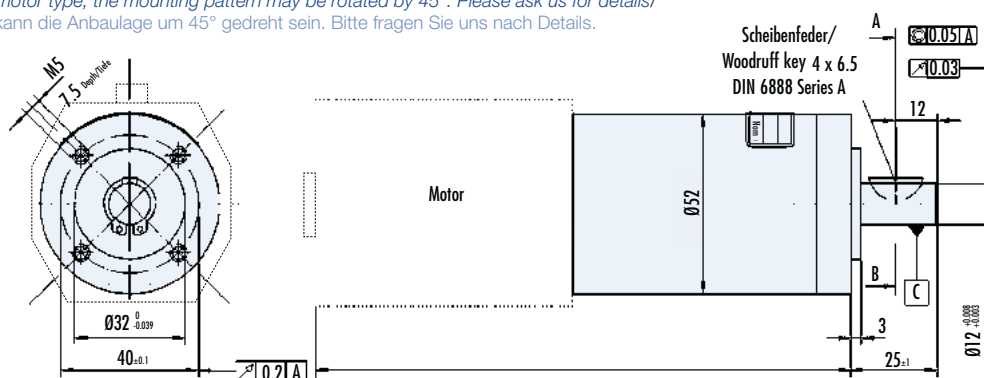 motor type, the mounting pattern may be rotated by 45°. Please ask us for details/
kann die Anbaulage um 45° gedreht sein. Bitte fragen Sie uns nach Details.
M5
7.5 Depth/Tiefe
Scheibenfeder/
Woodruff key 4 x 6.5
DIN 6888 Series A
A
0.05 A
0.03
12
Motor
Ø52
B
C
3
25±1
Ø12 +0.008 +0.003
Ø32 0 -0.039
40±0.1
0.2 A